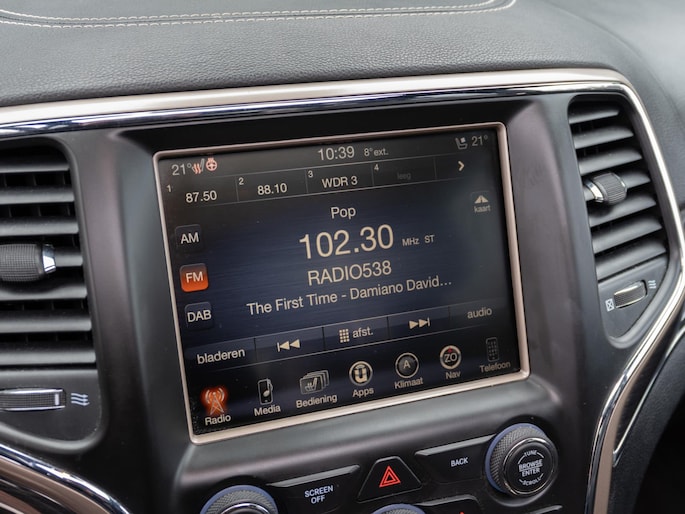 21° 10:39 8°ext. 21°
1 87.50 2 88.10 3 WDR 3 4 leeg >
Pop
kaart
AM 102.30 MHz ST
FM RADIO538
DAB The First Time - Damiano David...
bladeren afst. audio
Radio Media Bediening Apps Klimaat Nav Telefoon
A ZO
SCREEN OFF
BACK
TUNE
BROWSE
ENTER
SCROLL